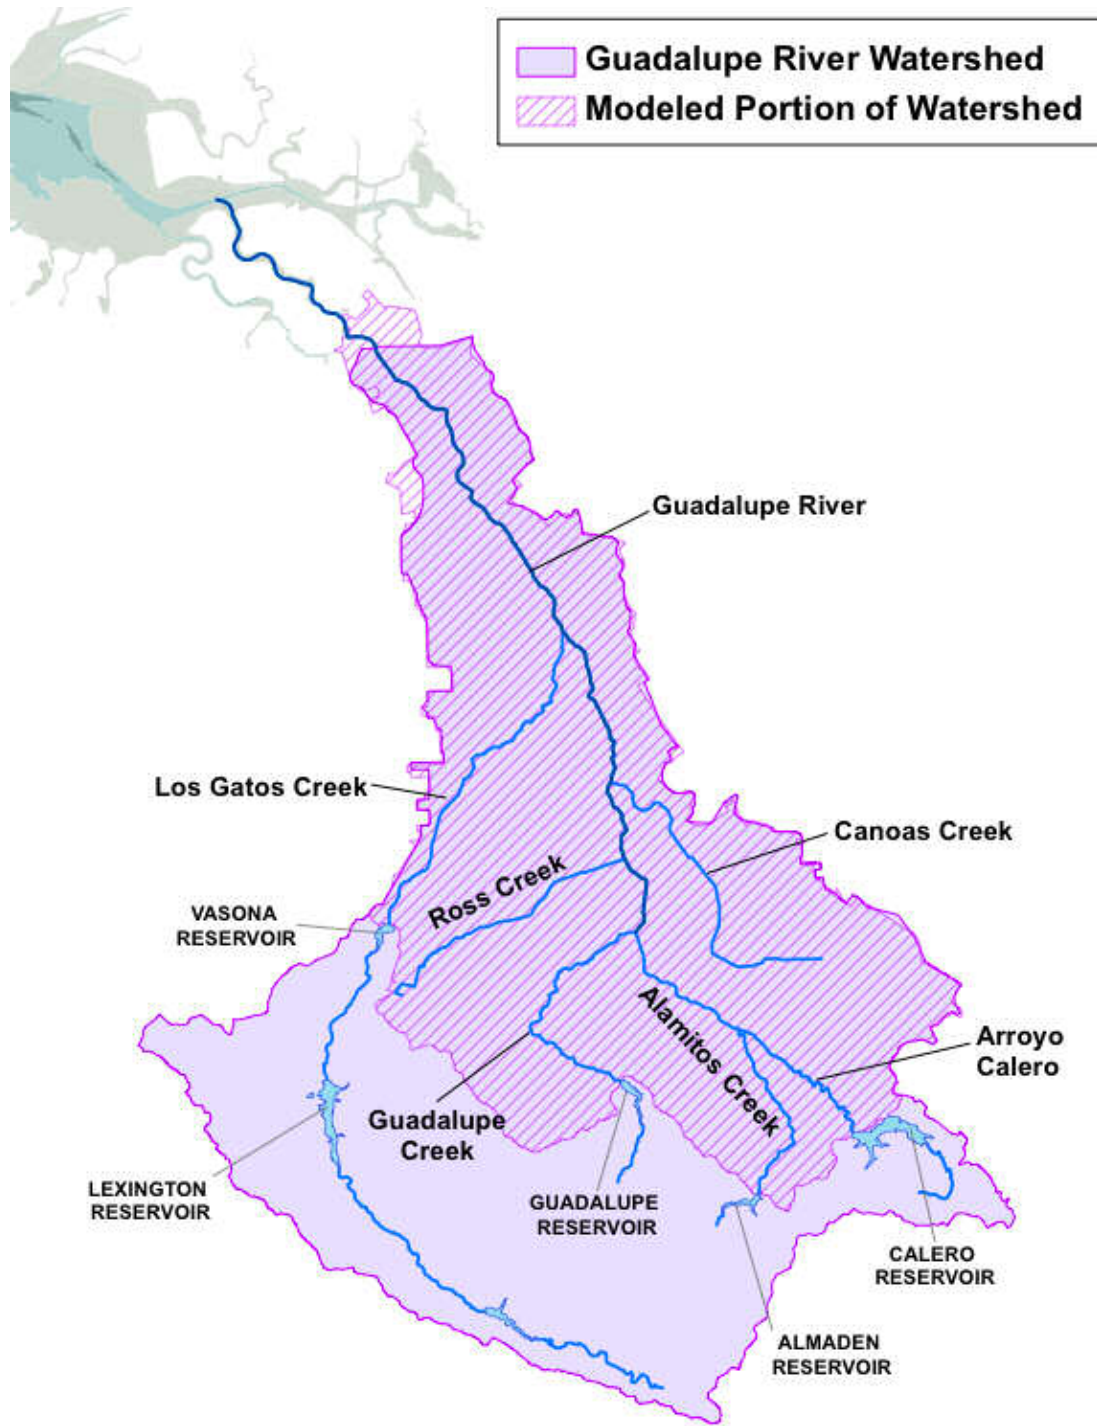 Guadalupe River Watershed
Modeled Portion of Watershed
Guadalupe River
Los Gatos Creek
Canoas Creek
Ross Creek
VASONA
RESERVOIR
Alamitos Creek
Arroyo
Calero
Guadalupe
Creek
LEXINGTON
RESERVOIR
GUADALUPE
RESERVOIR
CALERO
RESERVOIR
ALMADEN
RESERVOIR